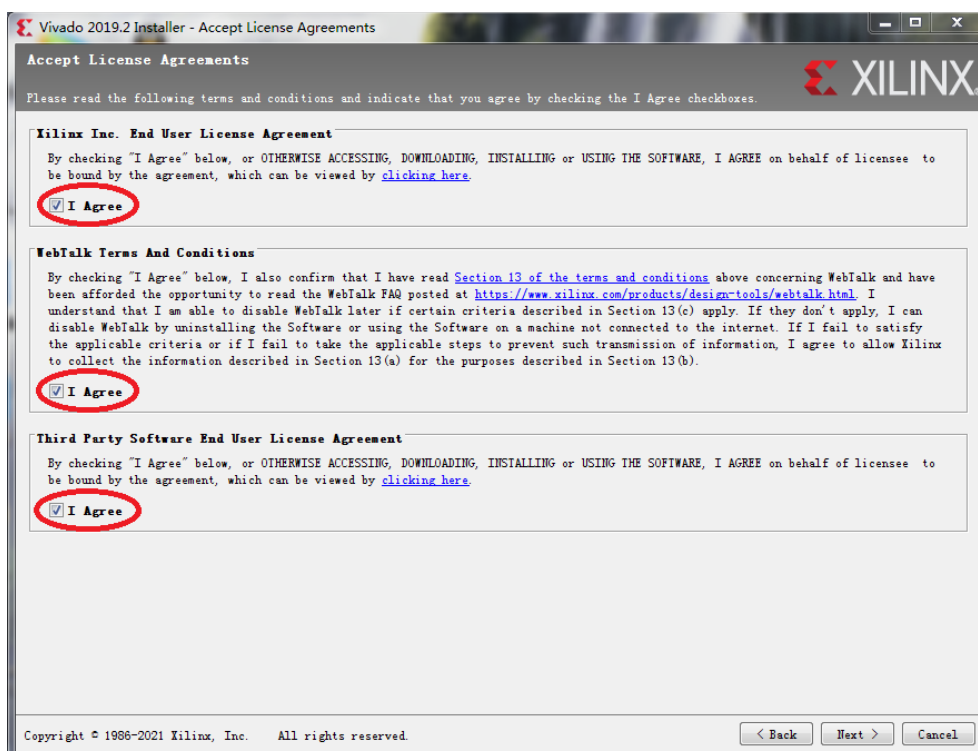 Vivado 2019.2 Installer - Accept License Agreements
Accept License Agreements
XILINX
Please read the following terms and conditions and indicate that you agree by checking the I Agree checkboxes.
Xilinx Inc. End User License Agreement
By checking "I Agree" below, or OTHERWISE ACCESSING, DOWNLOADING, INSTALLING or USING THE SOFTWARE, I AGREE on behalf of licensee to
be bound by the agreement, which can be viewed by clicking here.
I Agree
WebTalk Terms And Conditions
By checking "I Agree" below, I also confirm that I have read Section 13 of the terms and conditions above concerning WebTalk and have
been afforded the opportunity to read the WebTalk FAQ posted at https://www.xilinx.com/products/design-tools/webtalk.html. I
understand that I am able to disable WebTalk later if certain criteria described in Section 13(c) apply. If they don't apply, I can
disable WebTalk by uninstalling the Software or using the Software on a machine not connected to the internet. If I fail to satisfy
the applicable criteria or if I fail to take the applicable steps to prevent such transmission of information, I agree to allow Xilinx
to collect the information described in Section 13(a) for the purposes described in Section 13(b).
I Agree
Third Party Software End User License Agreement
By checking "I Agree" below, or OTHERWISE ACCESSING, DOWNLOADING, INSTALLING or USING THE SOFTWARE, I AGREE on behalf of licensee to
be bound by the agreement, which can be viewed by clicking here.
I Agree
Copyright © 1986-2021 Xilinx, Inc. All rights reserved.
< Back Next > Cancel